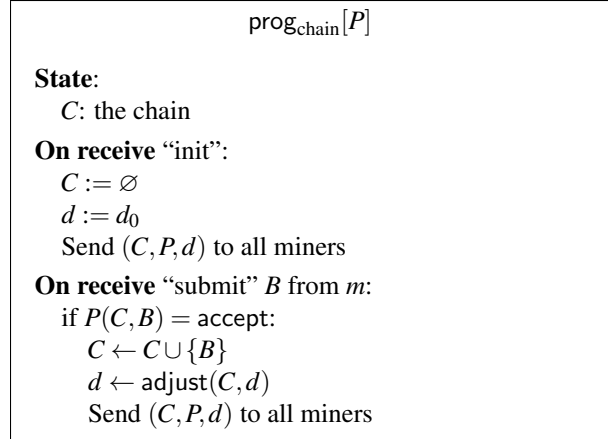 prog_chain[P]
State:
C: the chain
On receive “init”:
C := ∅
d := d₀
Send (C,P,d) to all miners
On receive “submit” B from m:
if P(C,B) = accept:
C ← C ∪ {B}
d ← adjust(C,d)
Send (C,P,d) to all miners